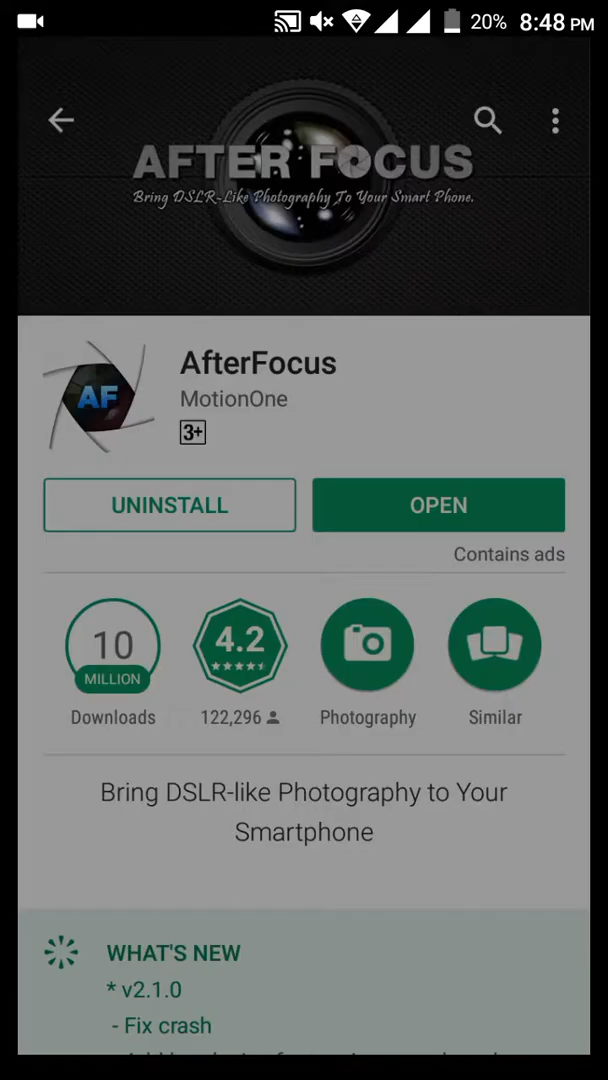 20% 8:48 PM
AFTER FOCUS
Bring DSLR-Like Photography To Your Smart Phone.
AfterFocus
MotionOne
3+
UNINSTALL
OPEN
Contains ads
10
MILLION
4.2
Downloads
122,296
Photography
Similar
Bring DSLR-like Photography to Your
Smartphone
WHAT'S NEW
* v2.1.0
- Fix crash